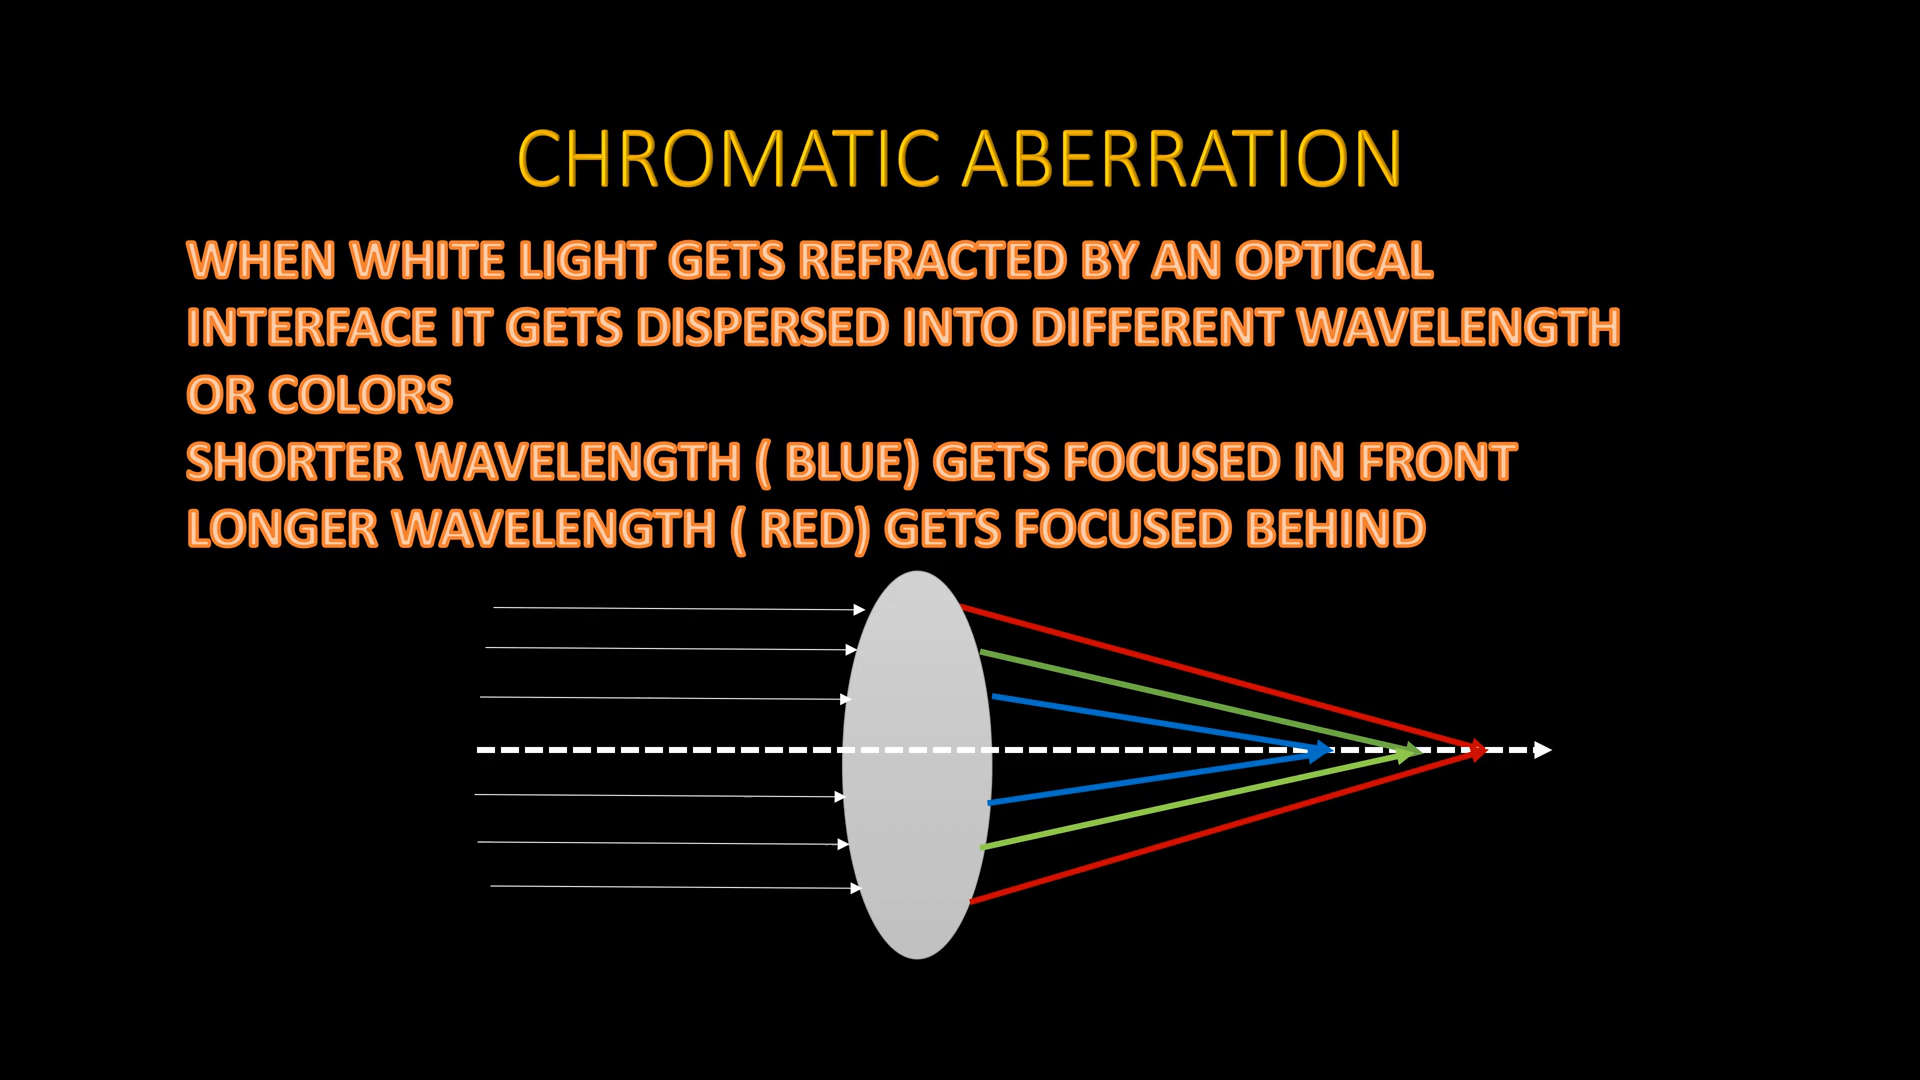 CHROMATIC ABERRATION
WHEN WHITE LIGHT GETS REFRACTED BY AN OPTICAL
INTERFACE IT GETS DISPERSED INTO DIFFERENT WAVELENGTH
OR COLORS
SHORTER WAVELENGTH ( BLUE) GETS FOCUSED IN FRONT
LONGER WAVELENGTH ( RED) GETS FOCUSED BEHIND